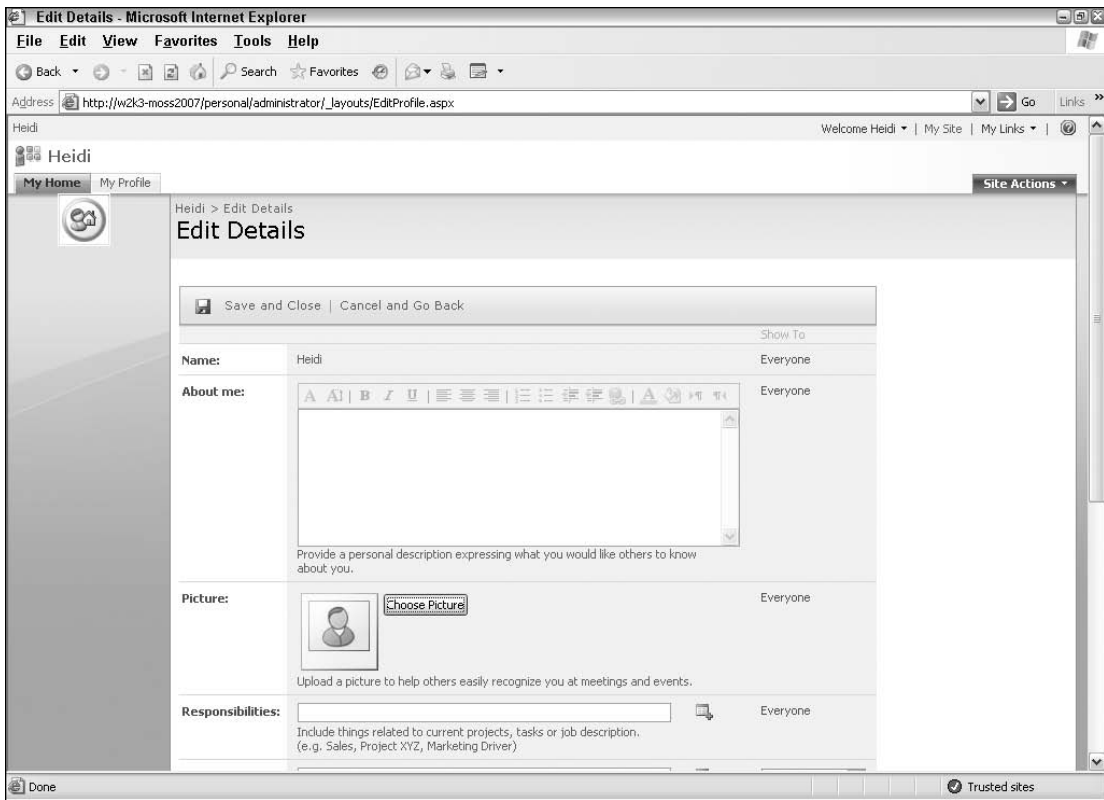 Edit Details - Microsoft Internet Explorer
File Edit View Favorites Tools Help
Back Search Favorites
Address http://w2k3-moss2007/personal/administrator/_layouts/EditProfile.aspx Go Links »
Heidi Welcome Heidi | My Site | My Links |
Heidi
My Home My Profile Site Actions
Heidi > Edit Details
Edit Details
Save and Close | Cancel and Go Back
Show To
Name: Heidi Everyone
About me: Everyone
A A | B I U
Provide a personal description expressing what you would like others to know
about you.
Picture: Choose Picture Everyone
Upload a picture to help others easily recognize you at meetings and events.
Responsibilities: Everyone
Include things related to current projects, tasks or job description.
(e.g. Sales, Project XYZ, Marketing Driver)
Done Trusted sites